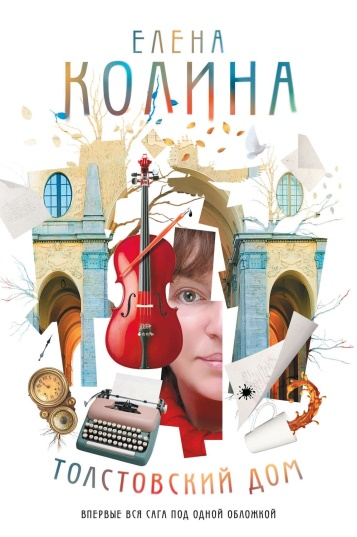 ЕЛЕНА
КОЛИНА
ТОЛСТОВСКИЙ ДОМ
ВПЕРВЫЕ ВСЯ САГА ПОД ОДНОЙ ОБЛОЖКОЙ